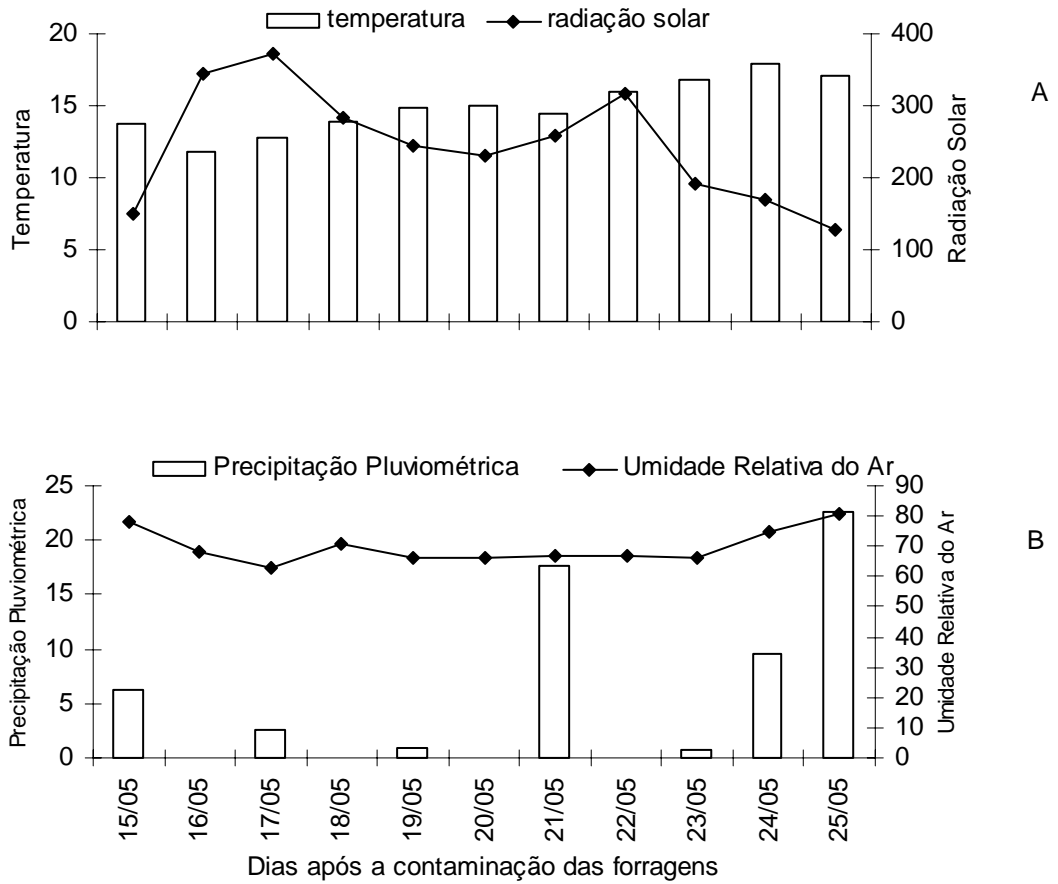 temperatura radiação solar
20 400
15 300
10 200
5 100
0 0
Temperatura
Radiação Solar
A
Precipitação Pluviométrica Umidade Relativa do Ar
25 90
80
20 70
60
15 50
10 40
30
5 20
10
0 0
Precipitação Pluviométrica
Umidade Relativa do Ar
B
15/05 16/05 17/05 18/05 19/05 20/05 21/05 22/05 23/05 24/05 25/05
Dias após a contaminação das forragens